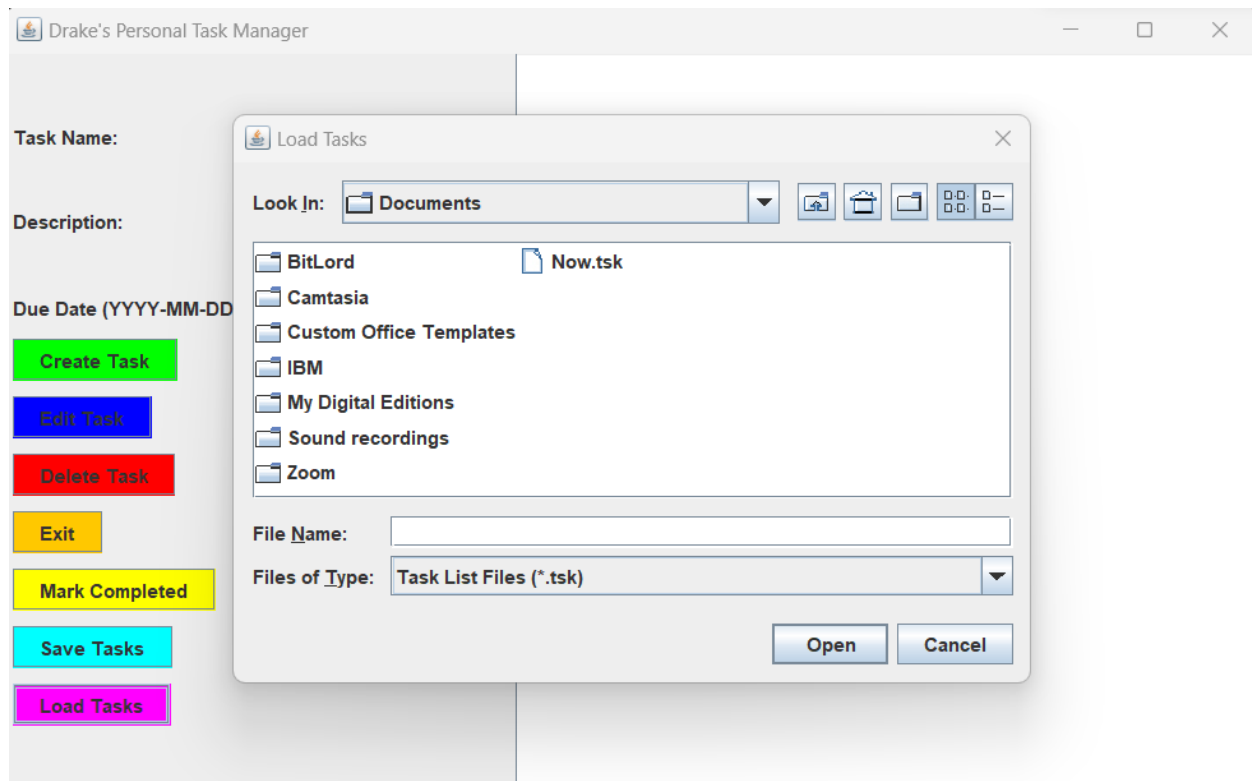 Drake's Personal Task Manager
Task Name:
Description:
Due Date (YYYY-MM-DD
Create Task
Edit Task
Delete Task
Exit
Mark Completed
Save Tasks
Load Tasks
Load Tasks
Look In: Documents
BitLord
Camtasia
Custom Office Templates
IBM
My Digital Editions
Sound recordings
Zoom
Now.tsk
File Name:
Files of Type: Task List Files (*.tsk)
Open Cancel